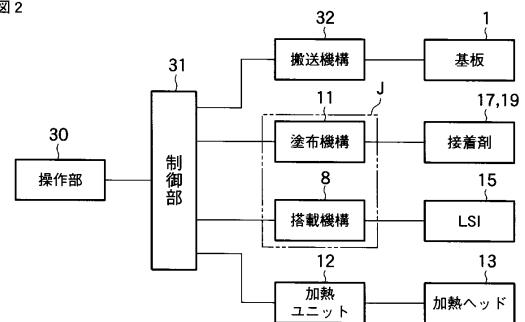 図2
32
搬送機構
1
基板
31
制御部
J
11
塗布機構
17,19
接着剤
30
操作部
8
搭載機構
15
LSI
12
加熱
ユニット
13
加熱ヘッド